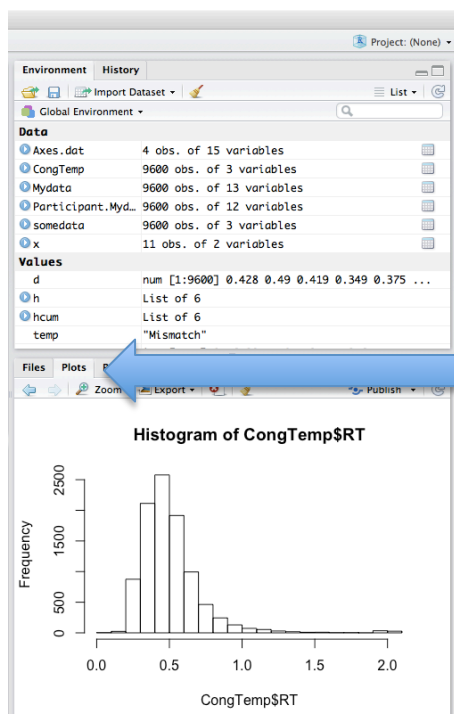 Project: (None)
Environment History
Import Dataset List
Global Environment
Data
Axes.dat 4 obs. of 15 variables
CongTemp 9600 obs. of 3 variables
Mydata 9600 obs. of 13 variables
Participant.Myd… 9600 obs. of 12 variables
somedata 9600 obs. of 3 variables
x 11 obs. of 2 variables
Values
d num [1:9600] 0.428 0.49 0.419 0.349 0.375 ...
h List of 6
hcum List of 6
temp "Mismatch"
Files Plots P
Zoom Export Publish
Histogram of CongTemp$RT
Frequency
2500
1500
500
0
0.0 0.5 1.0 1.5 2.0
CongTemp$RT